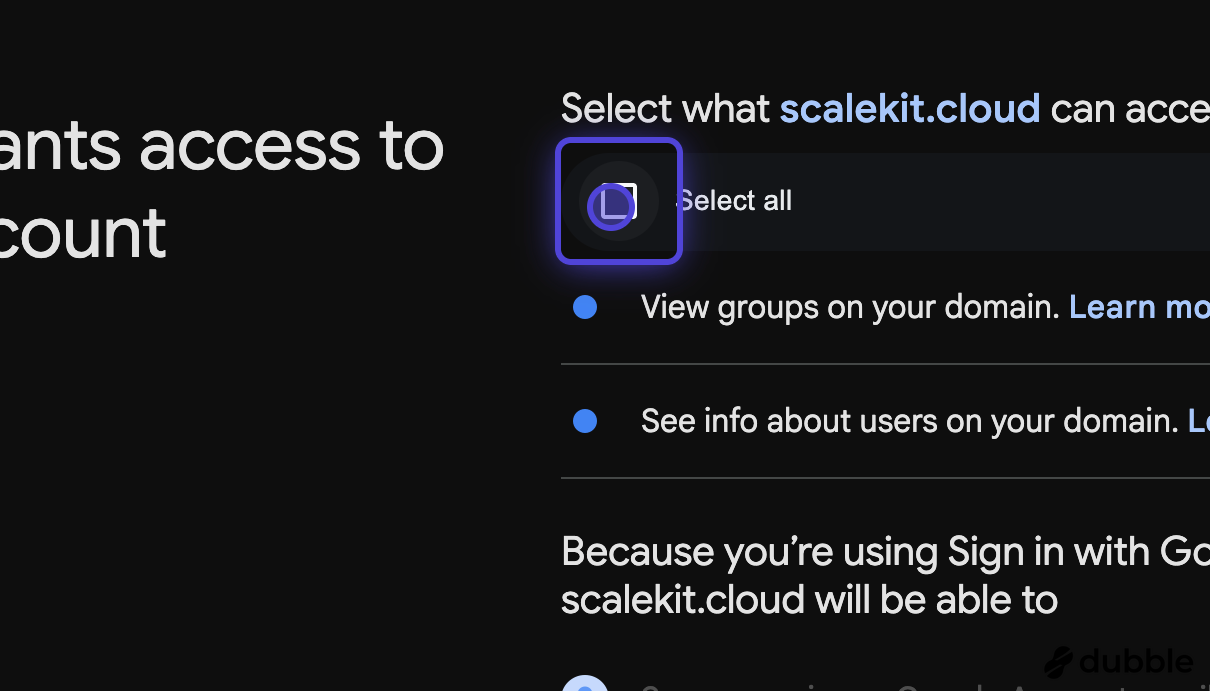 ants access to
count
Select what scalekit.cloud can acce
Select all
View groups on your domain. Learn mo
See info about users on your domain. Le
Because you're using Sign in with Go
scalekit.cloud will be able to
dubble